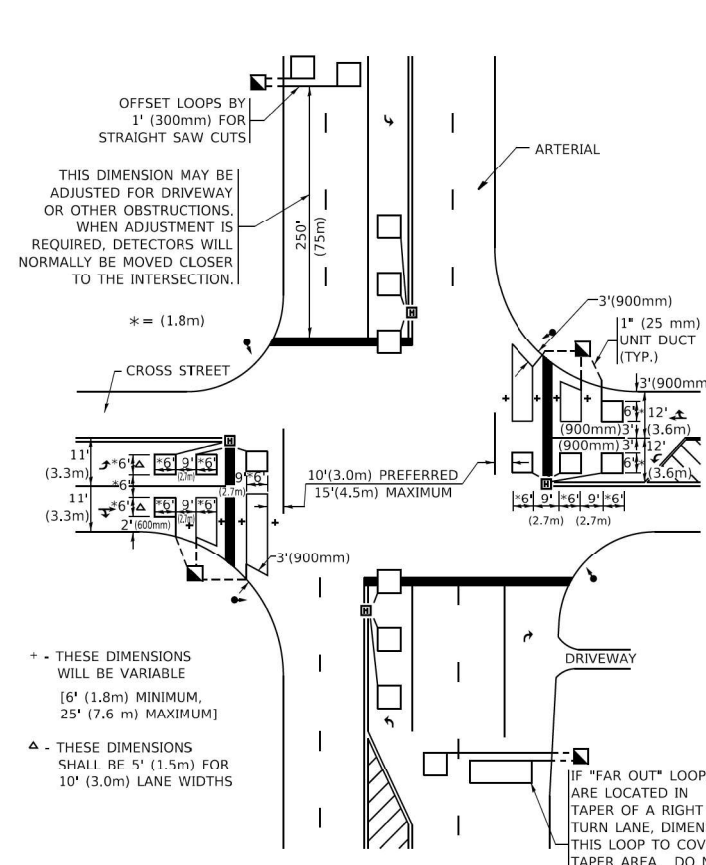 OFFSET LOOPS BY
1' (300mm) FOR
STRAIGHT SAW CUTS
ARTERIAL
THIS DIMENSION MAY BE
ADJUSTED FOR DRIVEWAY
OR OTHER OBSTRUCTIONS.
WHEN ADJUSTMENT IS
REQUIRED, DETECTORS WILL
NORMALLY BE MOVED CLOSER
TO THE INTERSECTION.
250'
(75m)
* = (1.8m)
H
3'(900mm)
1" (25 mm)
UNIT DUCT
(TYP.)
CROSS STREET
3'(900mm
6'* 12'
(3.6m)
(900mm)3'
(900mm)3' 12'
6'*
(3.6m)
H
11'
(3.3m)
*6' Δ *6' 9' *6'
(2.7m)
*6'
9' *6'
(2.7m)
11'
(3.3m)
*6' Δ *6' 9' *6'
(2.7m)
2' (600mm)
10'(3.0m) PREFERRED
15'(4.5m) MAXIMUM
H
*6' 9' *6' 9' *6'
(2.7m) (2.7m)
3'(900mm)
H
+ - THESE DIMENSIONS
WILL BE VARIABLE
[6' (1.8m) MINIMUM,
25' (7.6 m) MAXIMUM]
DRIVEWAY
Δ - THESE DIMENSIONS
SHALL BE 5' (1.5m) FOR
10' (3.0m) LANE WIDTHS
IF "FAR OUT" LOOP
ARE LOCATED IN
TAPER OF A RIGHT
TURN LANE, DIMEN
THIS LOOP TO COV
TAPER AREA. DO N